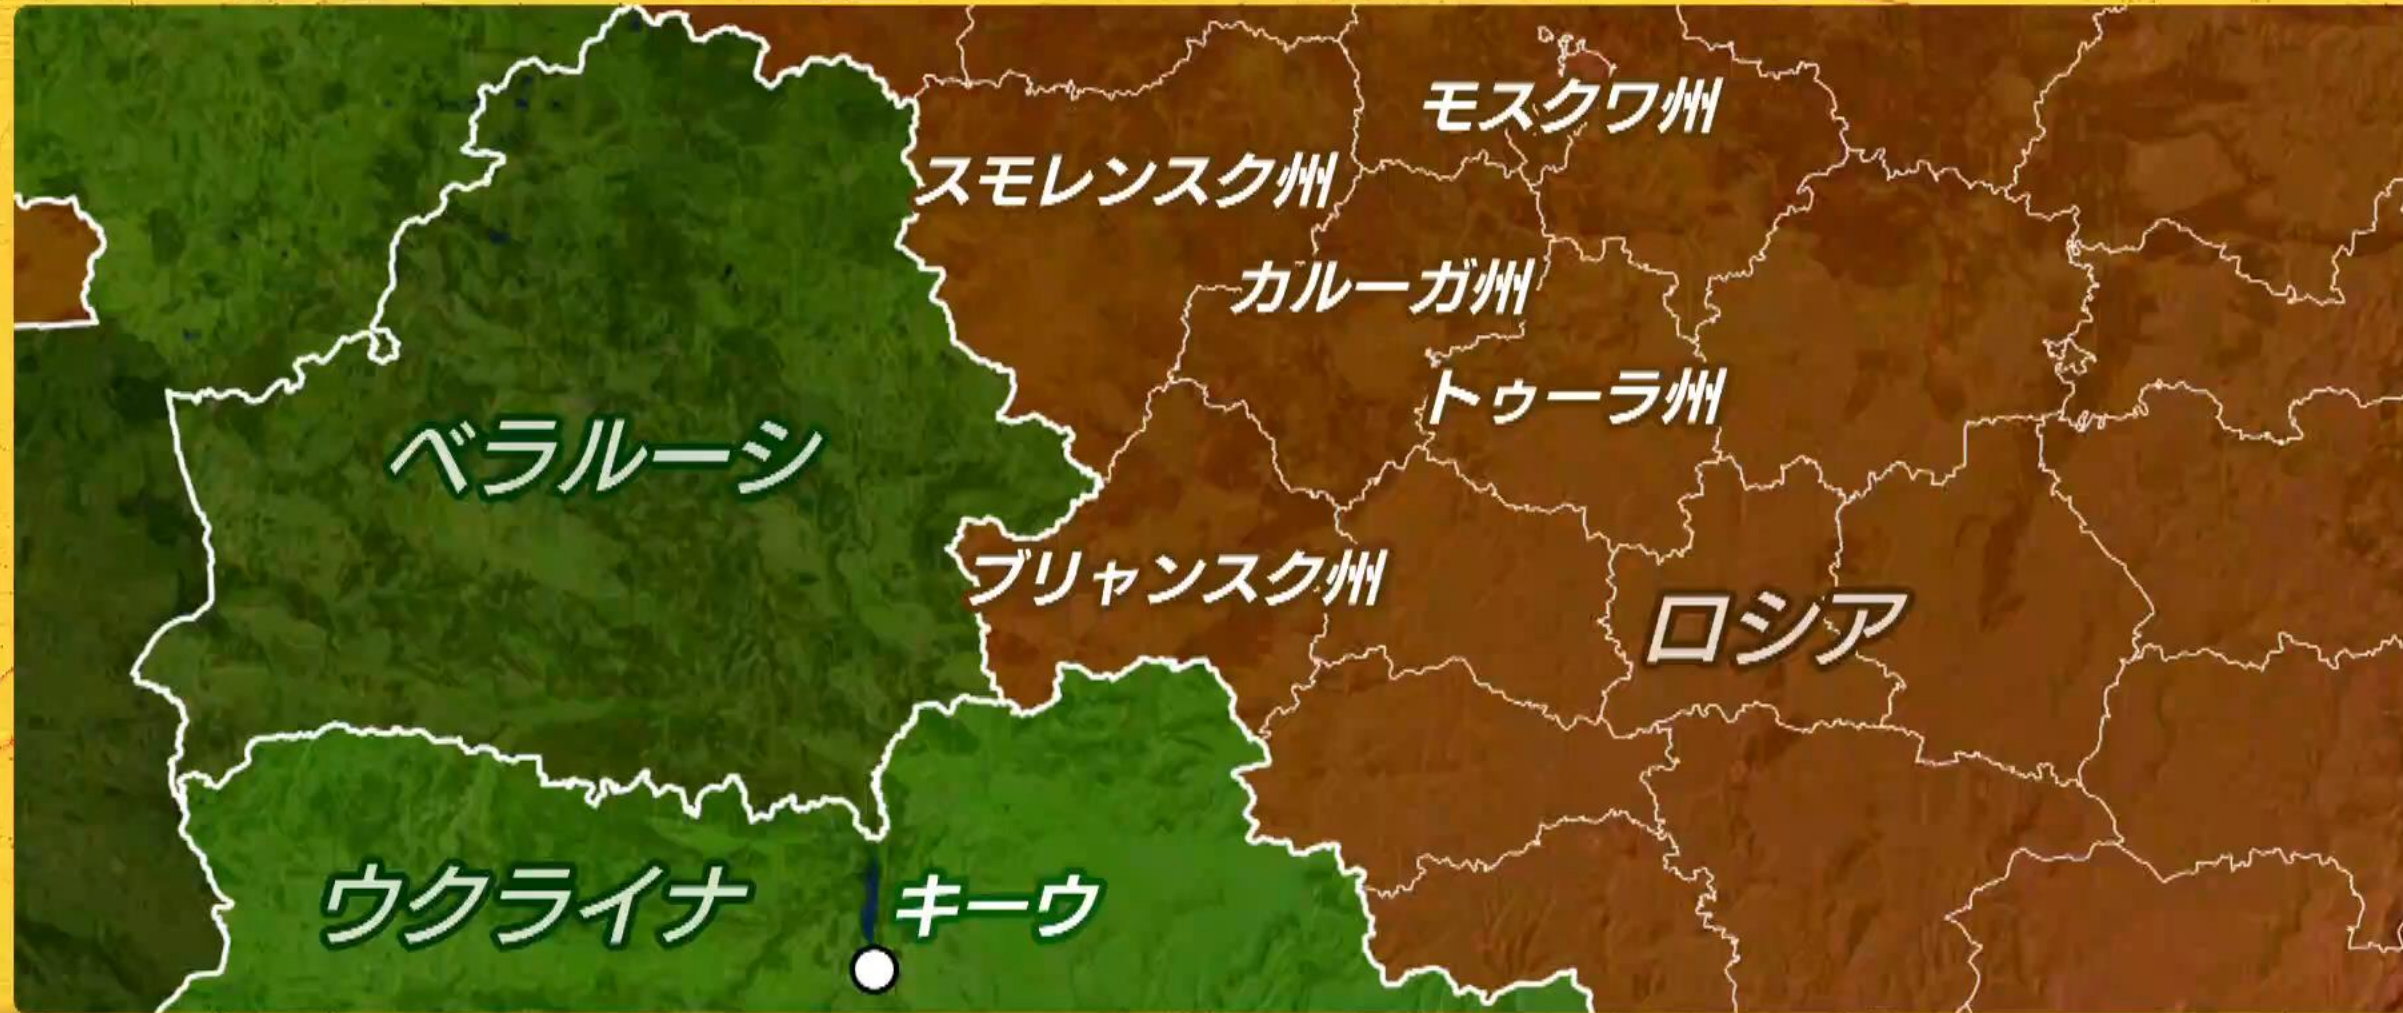 モスクワ州
スモレンスク州
カルーガ州
トゥーラ州
ベラルーシ
ブリャンスク州
ロシア
ウクライナ
キーウ